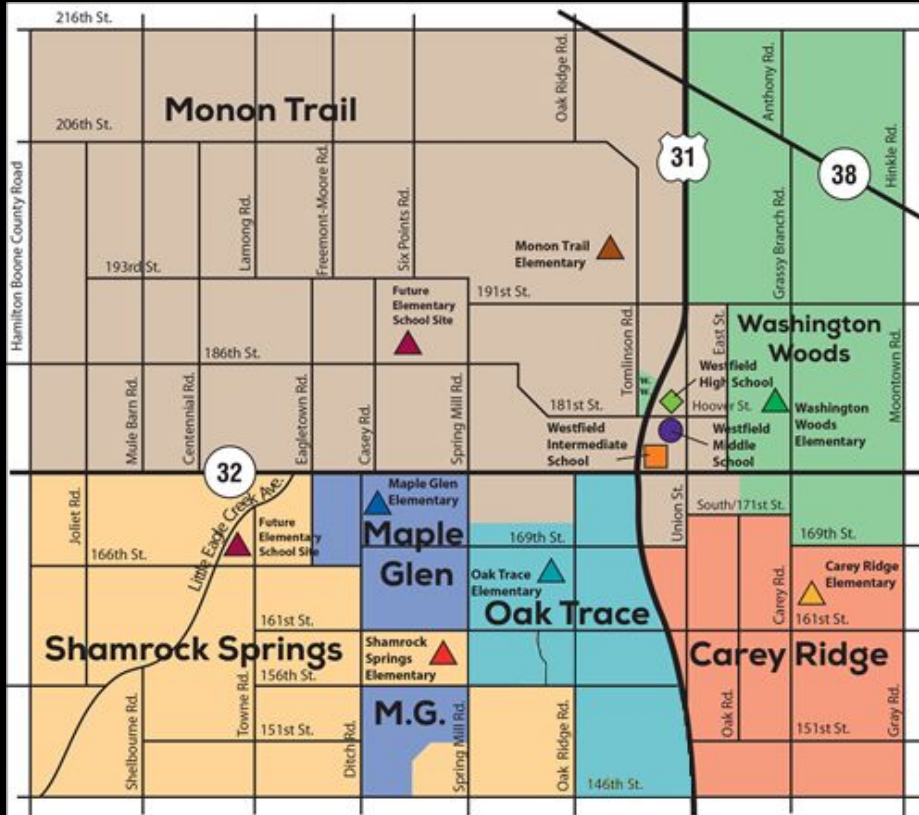 216th St.
Monon Trail
206th St.
Oak Ridge Rd.
Anthony Rd.
Hinkle Rd.
31
38
Hamilton Boone County Road
Lamong Rd.
Freemont-Moore Rd.
Six Points Rd.
Grassy Branch Rd.
Monon Trail
Elementary
193rd St.
191st St.
Future
Elementary
School Site
Tomlinson Rd.
East St.
Washington
Woods
186th St.
Moontown Rd.
Westfield
High School
W.
W.
Mule Barn Rd.
Centennial Rd.
Eagletown Rd.
Casey Rd.
Spring Mill Rd.
181st St.
Hoover St.
Washington
Woods
Elementary
Westfield
Intermediate
School
Westfield
Middle
School
32
Joliet Rd.
Little Eagle Creek Ave.
Future
Elementary
School Site
Maple Glen
Elementary
Maple
Glen
Union St.
South/171st St.
166th St.
169th St.
169th St.
Oak Trace
Elementary
Oak Trace
Carey Rd.
Carey Ridge
Elementary
161st St.
161st St.
Shamrock Springs
Shamrock
Springs
Elementary
Carey Ridge
156th St.
Shelbourne Rd.
Towne Rd.
151st St.
Ditch Rd.
M.G.
Spring Mill Rd.
Oak Ridge Rd.
Oak Rd.
151st St.
Gray Rd.
146th St.